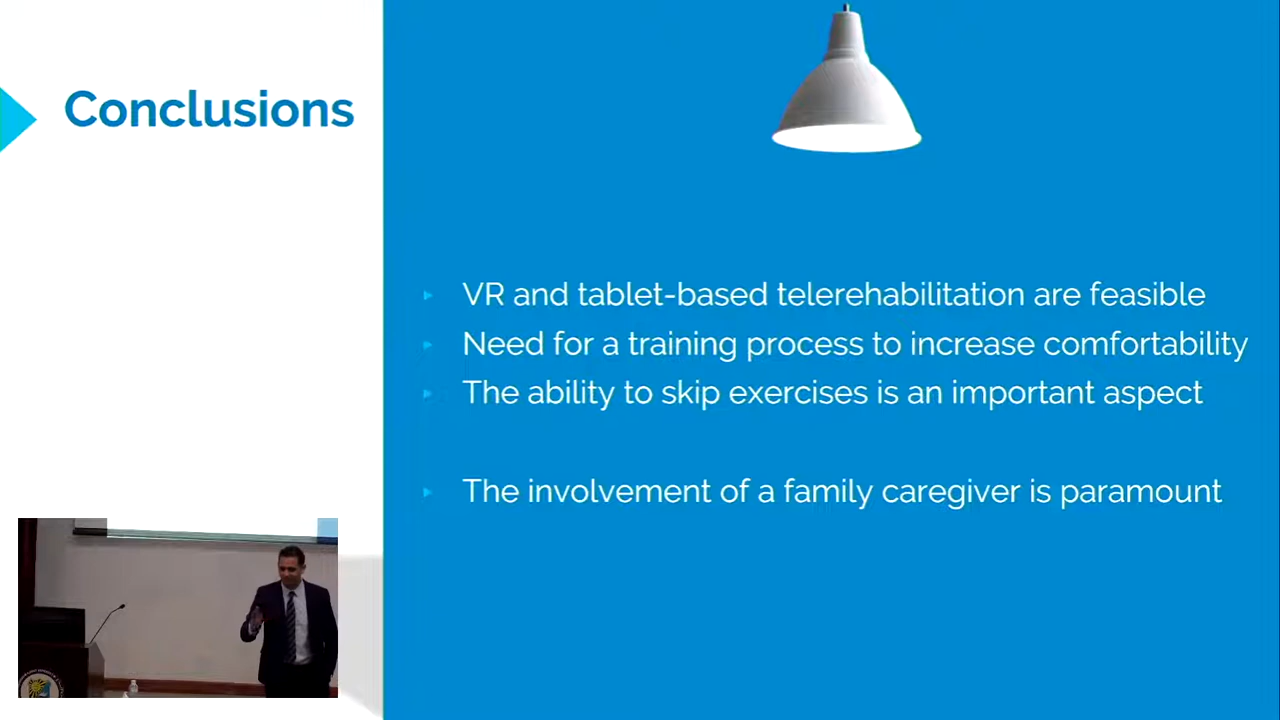 Conclusions
VR and tablet-based telerehabilitation are feasible
Need for a training process to increase comfortability
The ability to skip exercises is an important aspect
The involvement of a family caregiver is paramount